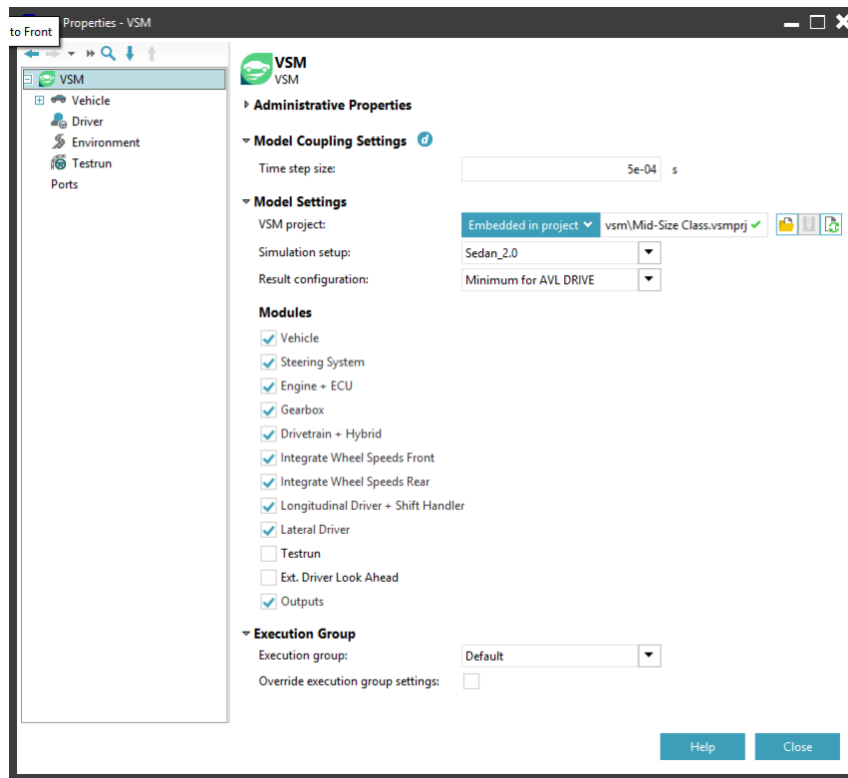 Properties - VSM
to Front
VSM
Vehicle
Driver
Environment
Testrun
Ports
VSM
VSM
Administrative Properties
Model Coupling Settings d
Time step size: 5e-04 s
Model Settings
VSM project: Embedded in project vsm\Mid-Size Class.vsmprj
Simulation setup: Sedan_2.0
Result configuration: Minimum for AVL DRIVE
Modules
Vehicle
Steering System
Engine + ECU
Gearbox
Drivetrain + Hybrid
Integrate Wheel Speeds Front
Integrate Wheel Speeds Rear
Longitudinal Driver + Shift Handler
Lateral Driver
Testrun
Ext. Driver Look Ahead
Outputs
Execution Group
Execution group: Default
Override execution group settings:
Help Close